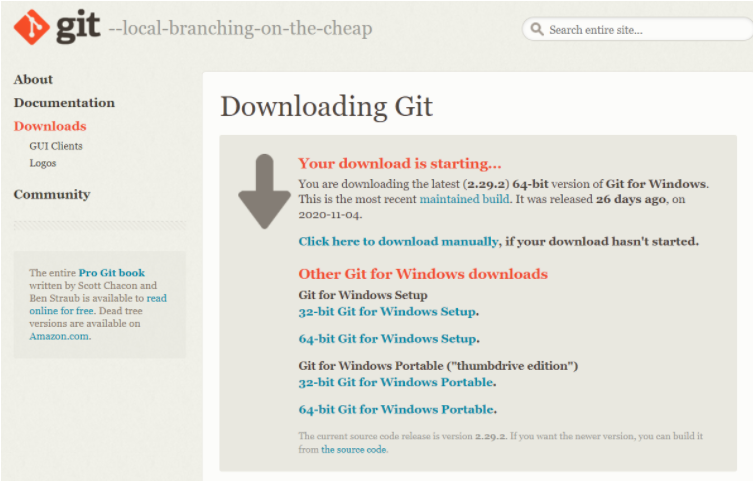 git --local-branching-on-the-cheap
Search entire site...
About
Documentation
Downloads
GUI Clients
Logos
Community
The entire Pro Git book
written by Scott Chacon and
Ben Straub is available to read
online for free. Dead tree
versions are available on
Amazon.com.
Downloading Git
Your download is starting...
You are downloading the latest (2.29.2) 64-bit version of Git for Windows.
This is the most recent maintained build. It was released 26 days ago, on
2020-11-04.
Click here to download manually, if your download hasn't started.
Other Git for Windows downloads
Git for Windows Setup
32-bit Git for Windows Setup.
64-bit Git for Windows Setup.
Git for Windows Portable ("thumbdrive edition")
32-bit Git for Windows Portable.
64-bit Git for Windows Portable.
The current source code release is version 2.29.2. If you want the newer version, you can build it
from the source code.